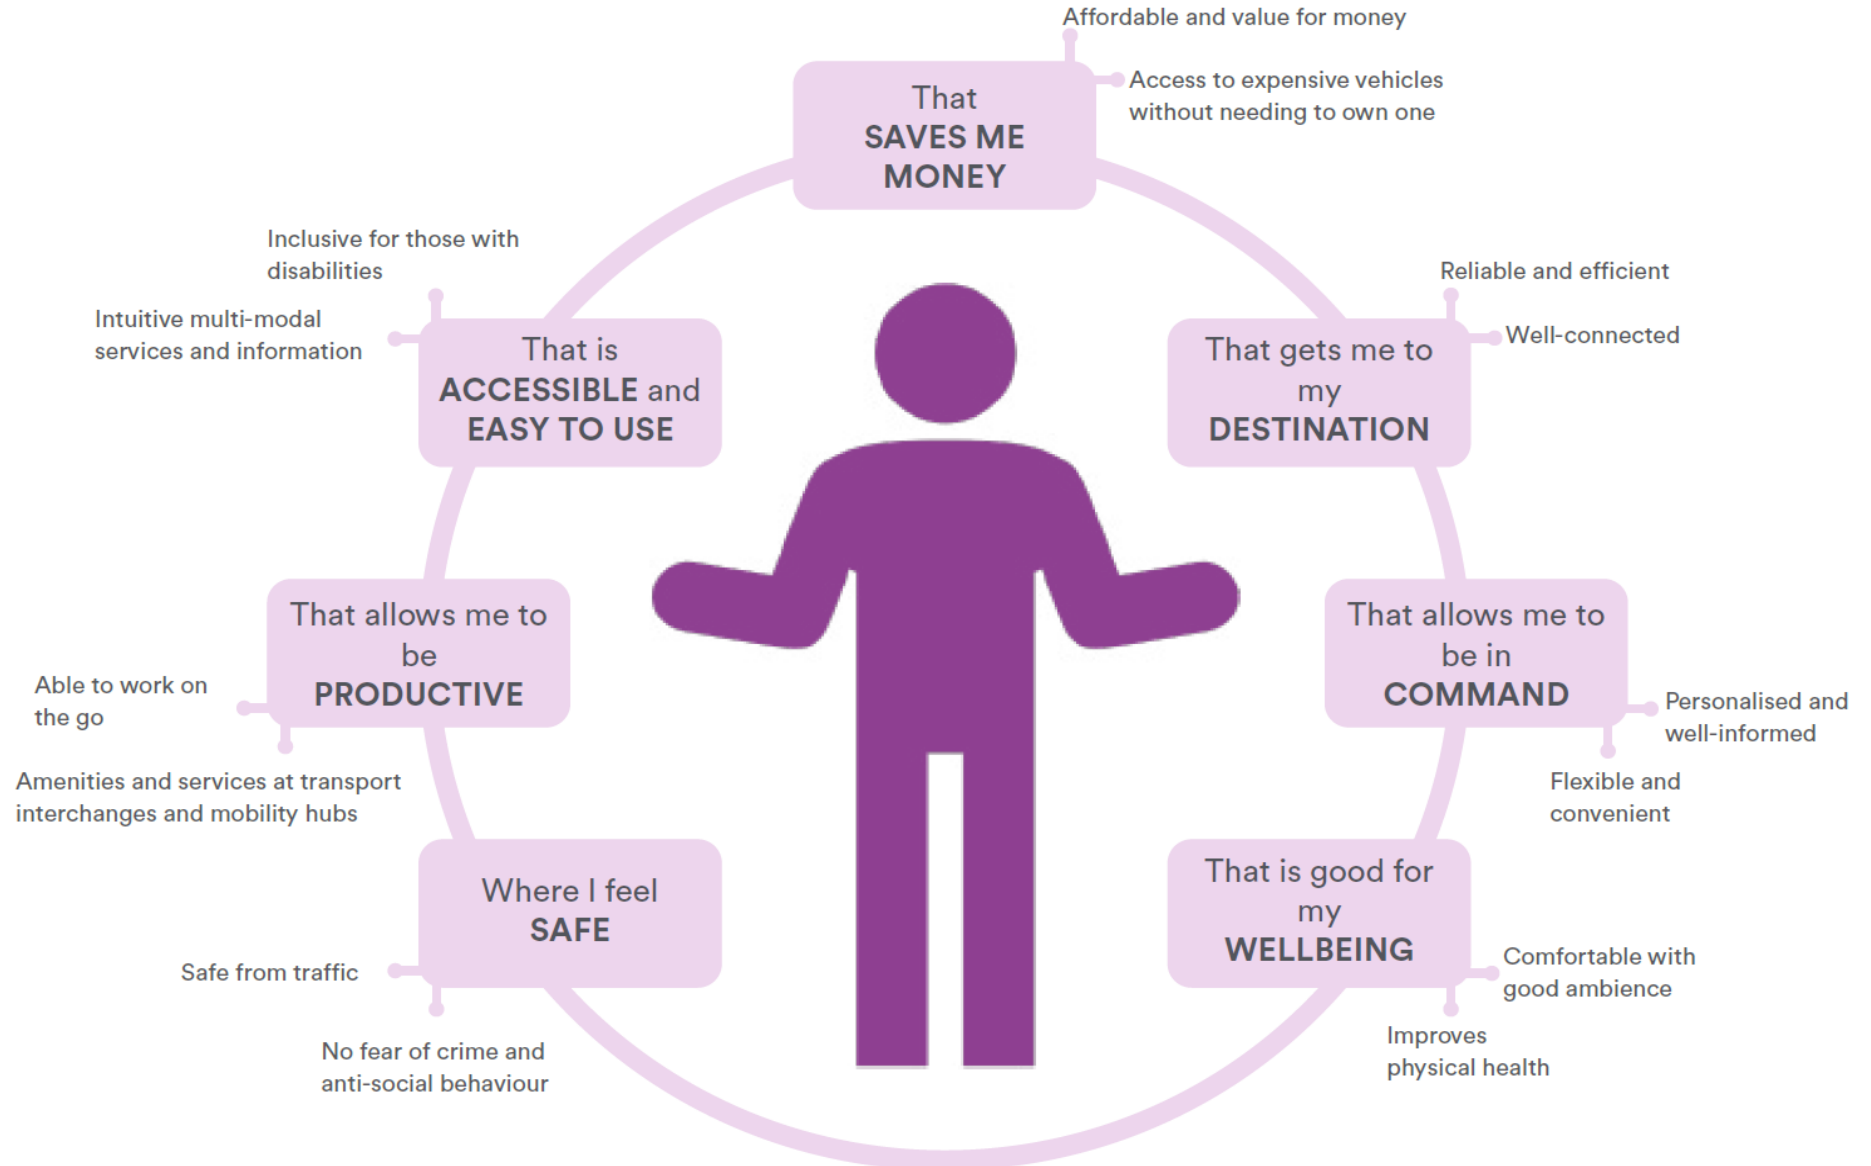 Affordable and value for money
Access to expensive vehicles
without needing to own one
That
SAVES ME
MONEY
Inclusive for those with
disabilities
Intuitive multi-modal
services and information
That is
ACCESSIBLE and
EASY TO USE
Reliable and efficient
Well-connected
That gets me to
my
DESTINATION
That allows me to
be
PRODUCTIVE
Able to work on
the go
Amenities and services at transport
interchanges and mobility hubs
That allows me to
be in
COMMAND
Personalised and
well-informed
Flexible and
convenient
Where I feel
SAFE
Safe from traffic
No fear of crime and
anti-social behaviour
That is good for
my
WELLBEING
Comfortable with
good ambience
Improves
physical health